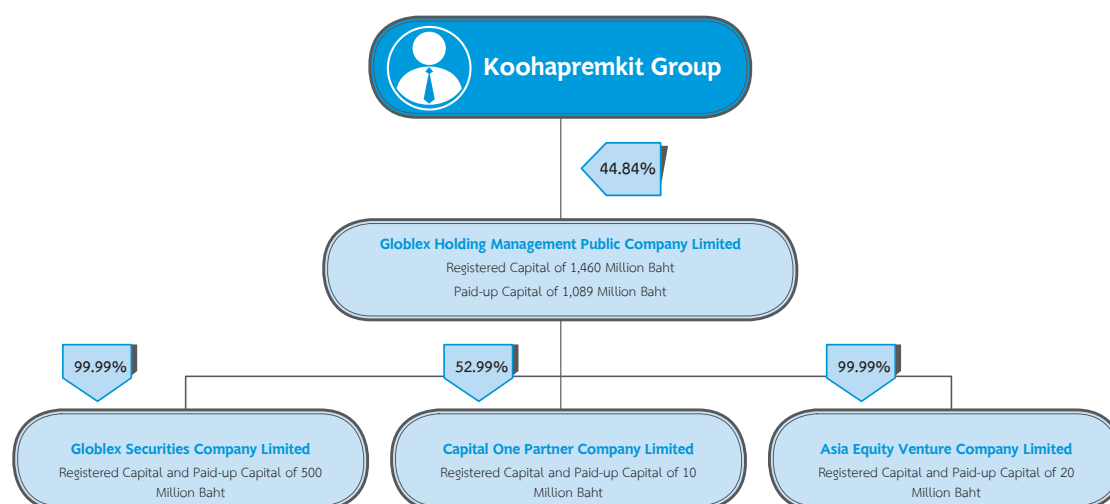 Koohapremkit Group
44.84%
Globlex Holding Management Public Company Limited
Registered Capital of 1,460 Million Baht
Paid-up Capital of 1,089 Million Baht
99.99%
52.99%
99.99%
Globlex Securities Company Limited
Registered Capital and Paid-up Capital of 500
Million Baht
Capital One Partner Company Limited
Registered Capital and Paid-up Capital of 10
Million Baht
Asia Equity Venture Company Limited
Registered Capital and Paid-up Capital of 20
Million Baht